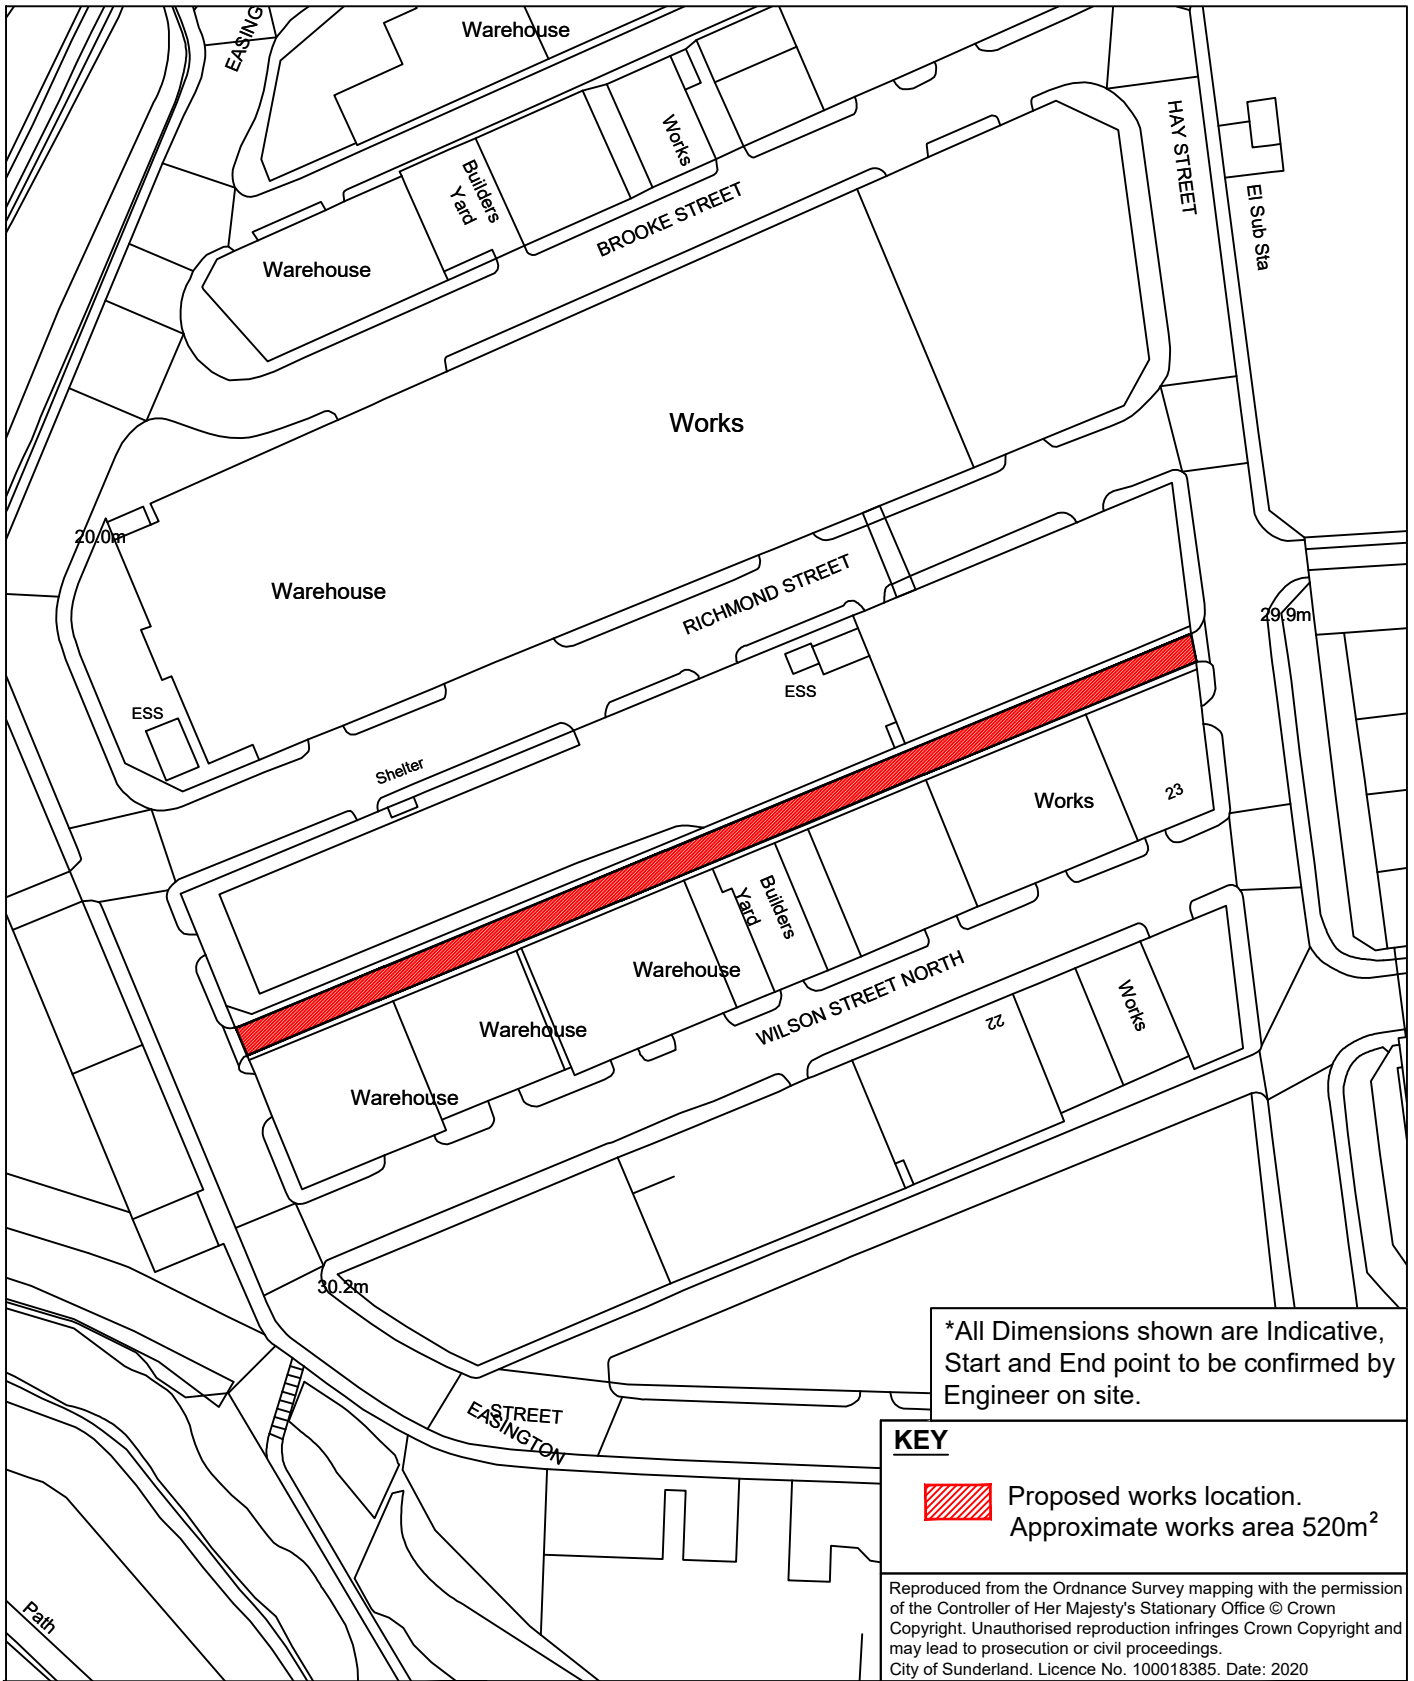 EASING
Warehouse
HAY STREET
Works
Builders
Yard
BROOKE STREET
El Sub Sta
Warehouse
Works
20.0m
Warehouse
RICHMOND STREET
29.9m
ESS
ESS
Shelter
Works
23
Builders
Yard
Warehouse
WILSON STREET NORTH
Works
22
Warehouse
Warehouse
30.2m
*All Dimensions shown are Indicative,
Start and End point to be confirmed by
Engineer on site.
STREET
EASINGTON
KEY
Proposed works location.
Approximate works area 520m²
Reproduced from the Ordnance Survey mapping with the permission
of the Controller of Her Majesty's Stationary Office © Crown
Copyright. Unauthorised reproduction infringes Crown Copyright and
may lead to prosecution or civil proceedings.
City of Sunderland. Licence No. 100018385. Date: 2020
Path